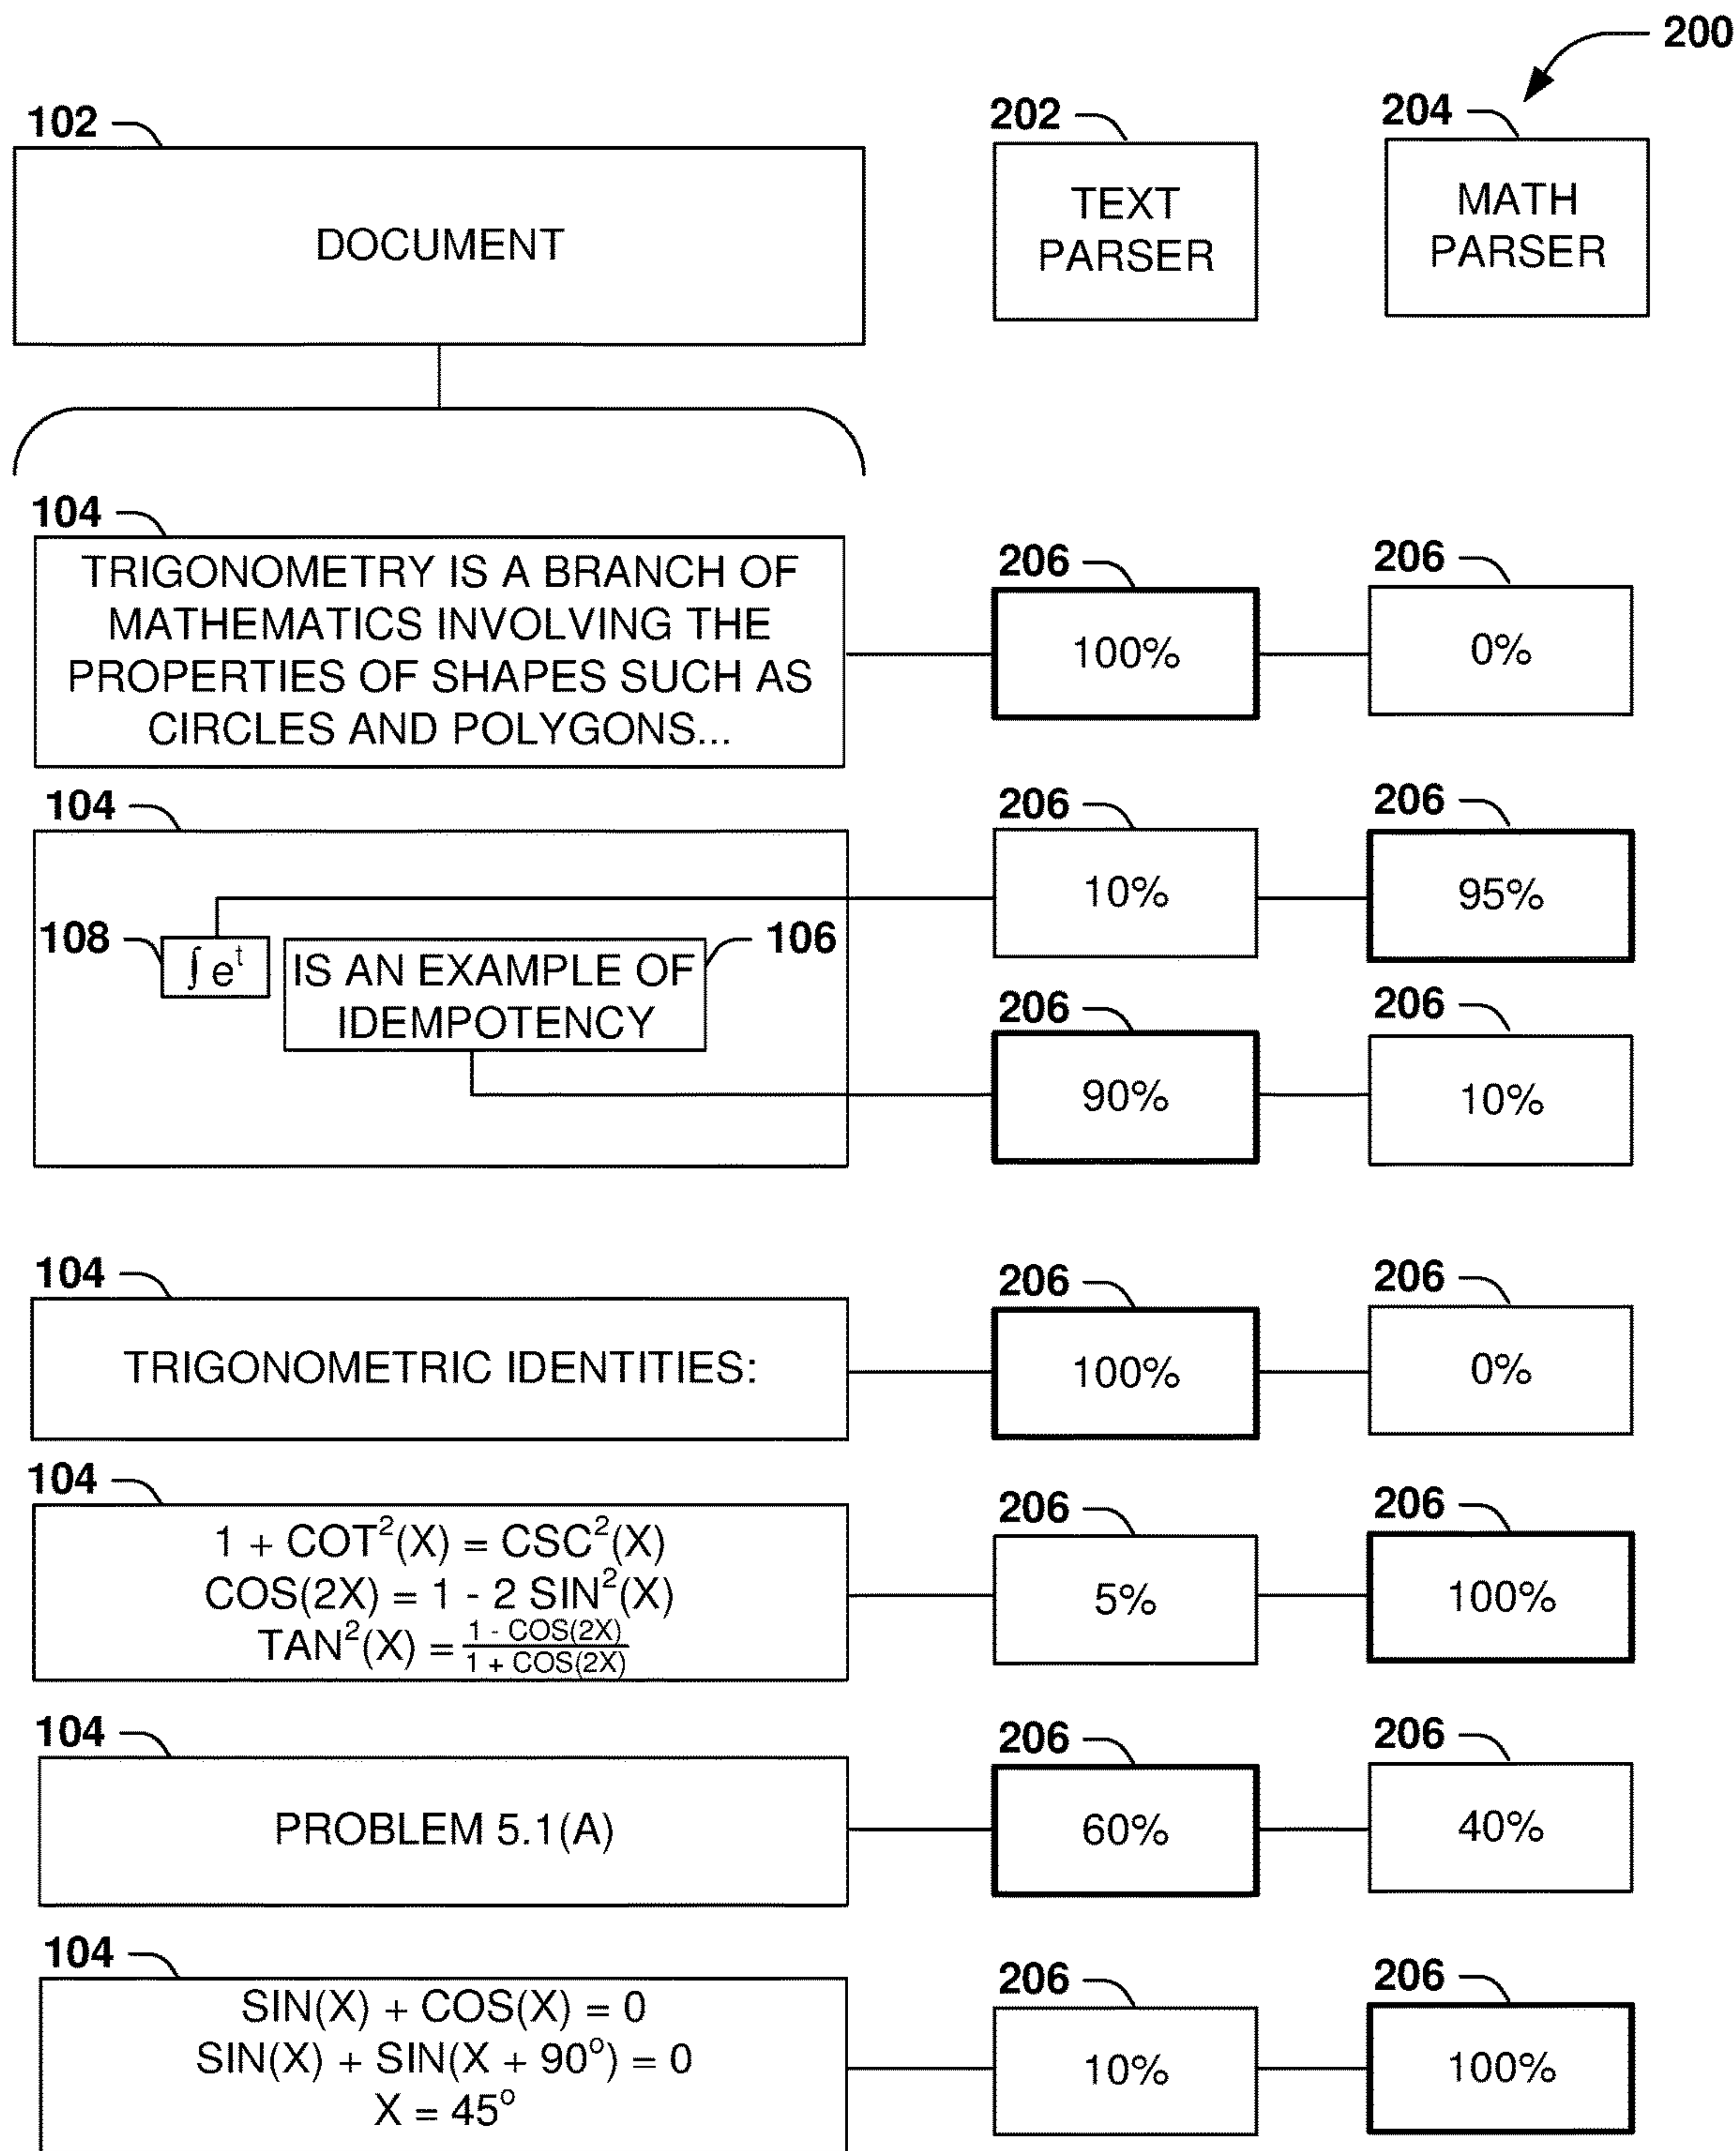 200
102
202
204
DOCUMENT
TEXT
PARSER
MATH
PARSER
104
TRIGONOMETRY IS A BRANCH OF
MATHEMATICS INVOLVING THE
PROPERTIES OF SHAPES SUCH AS
CIRCLES AND POLYGONS...
206
100%
206
0%
104
206
10%
206
95%
108
∫ eᵗ
IS AN EXAMPLE OF
IDEMPOTENCY
106
206
90%
206
10%
104
TRIGONOMETRIC IDENTITIES:
206
100%
206
0%
104
1 + COT²(X) = CSC²(X)
COS(2X) = 1 - 2 SIN²(X)
TAN²(X) = 1 - COS(2X) / 1 + COS(2X)
206
5%
206
100%
104
PROBLEM 5.1(A)
206
60%
206
40%
104
SIN(X) + COS(X) = 0
SIN(X) + SIN(X + 90°) = 0
X = 45°
206
10%
206
100%